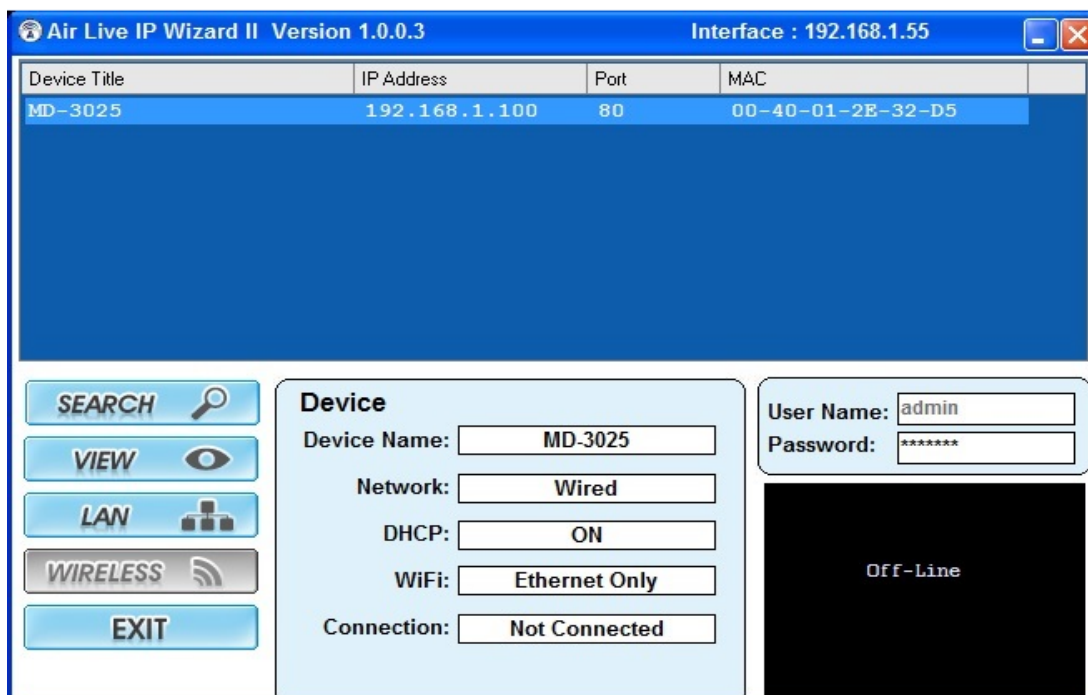 Air Live IP Wizard II Version 1.0.0.3 Interface : 192.168.1.55
Device Title IP Address Port MAC
MD-3025 192.168.1.100 80 00-40-01-2E-32-D5
SEARCH
VIEW
LAN
WIRELESS
EXIT
Device
Device Name: MD-3025
Network: Wired
DHCP: ON
WiFi: Ethernet Only
Connection: Not Connected
User Name: admin
Password: *******
Off-Line